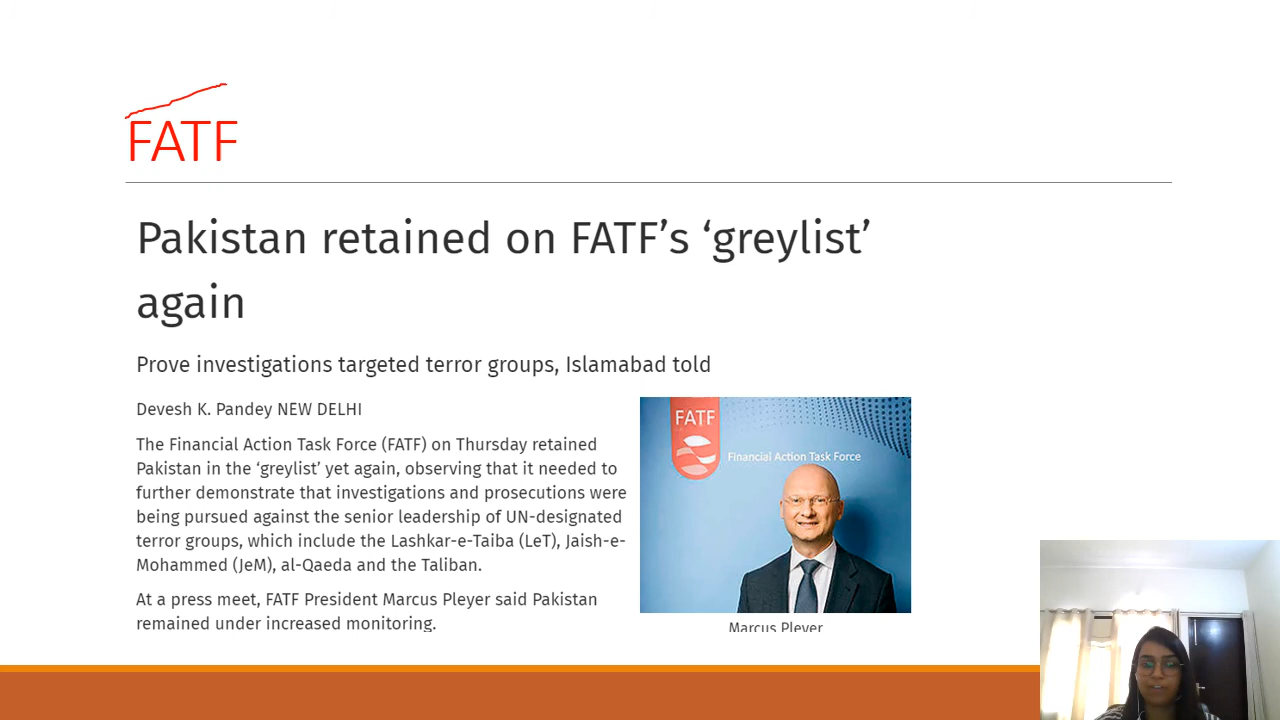 FATF
Pakistan retained on FATF’s ‘greylist’
again
Prove investigations targeted terror groups, Islamabad told
Devesh K. Pandey NEW DELHI
The Financial Action Task Force (FATF) on Thursday retained
Pakistan in the ‘greylist’ yet again, observing that it needed to
further demonstrate that investigations and prosecutions were
being pursued against the senior leadership of UN-designated
terror groups, which include the Lashkar-e-Taiba (LeT), Jaish-e-
Mohammed (JeM), al-Qaeda and the Taliban.
At a press meet, FATF President Marcus Pleyer said Pakistan
remained under increased monitoring.
FATF
Financial Action Task Force
Marcus Pleyer